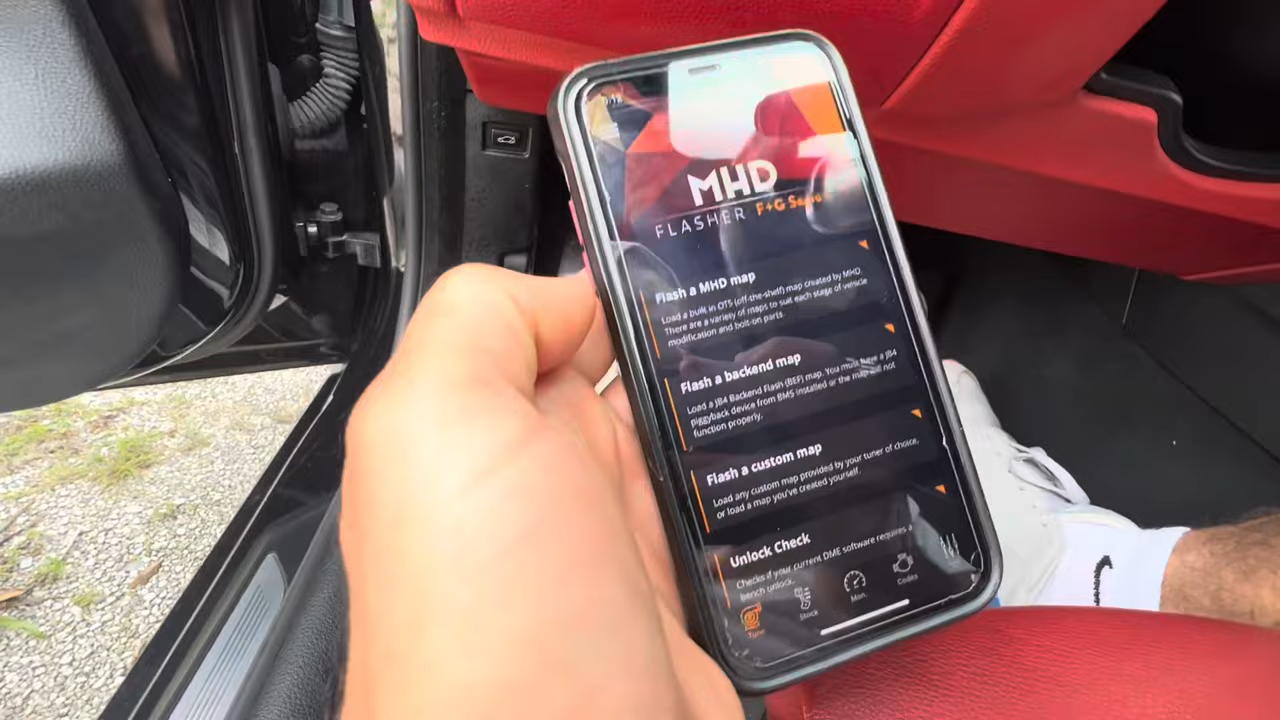 MHD
FLASHER F+G Series
Flash a MHD map
Load a built in OTS (off-the-shelf) map created by MHD.
There are a variety of maps to suit each stage of vehicle
modification and bolt-on parts.
Flash a backend map
Load a JB4 Backend Flash (BEF) map. You must have a JB4
piggyback device from BMS installed or the map will not
function properly.
Flash a custom map
Load any custom map provided by your tuner of choice,
or load a map you've created yourself.
Unlock Check
Checks if your current DME software requires a
bench unlock.
Tune
Stock
Mon.
Codes